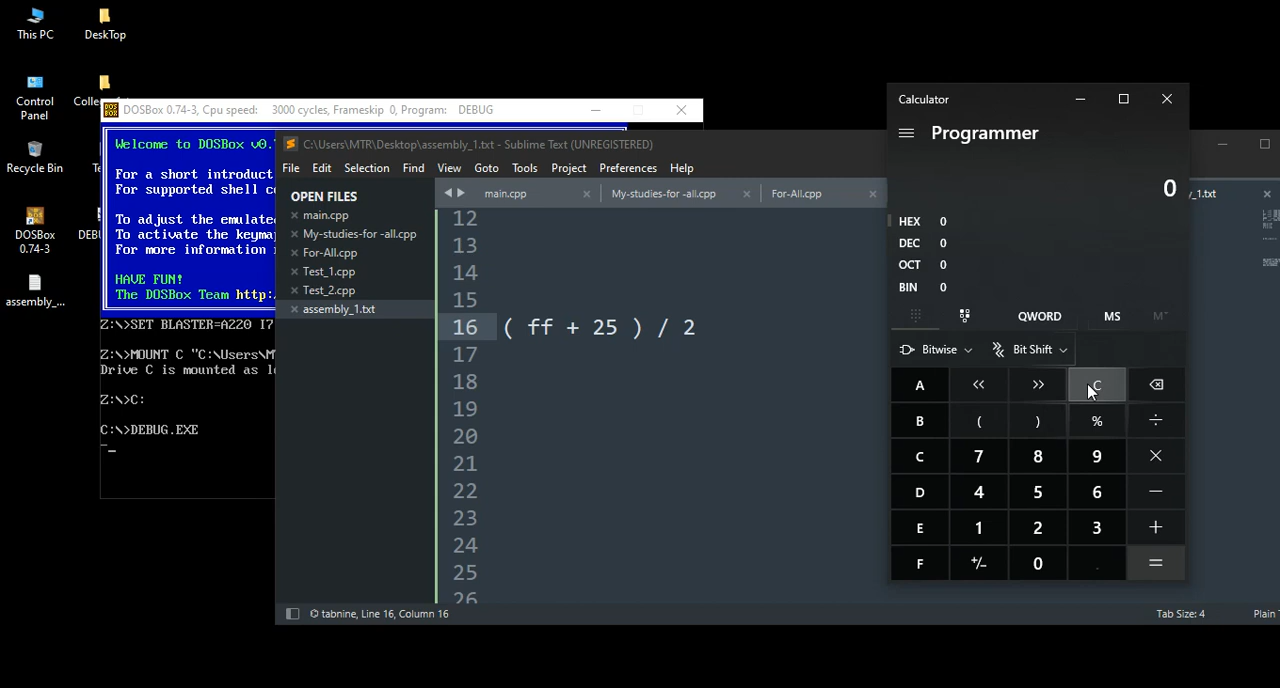 This PC
DeskTop
Control
Panel
Recycle Bin
DOSBox
0.74-3
assembly_...
DOSBox 0.74-3, Cpu speed: 3000 cycles, Frameskip 0, Program: DEBUG
Welcome to DOSBox v0.
For a short introduct
For supported shell c
To adjust the emulate
To activate the keyma
For more information
HAVE FUN!
The DOSBox Team http:
Z:\>SET BLASTER=A220 I7
Z:\>MOUNT C "C:\Users\M
Drive C is mounted as l
Z:\>C:
C:\>DEBUG.EXE
-_
C:\Users\MTR\Desktop\assembly_1.txt - Sublime Text (UNREGISTERED)
File Edit Selection Find View Goto Tools Project Preferences Help
OPEN FILES
main.cpp
My-studies-for -all.cpp
For-All.cpp
Test_1.cpp
Test_2.cpp
assembly_1.txt
main.cpp My-studies-for -all.cpp For-All.cpp y_1.txt
12
13
14
15
16 ( ff + 25 ) / 2
17
18
19
20
21
22
23
24
25
26
tabnine, Line 16, Column 16 Tab Size: 4 Plain
Calculator
Programmer
0
HEX 0
DEC 0
OCT 0
BIN 0
QWORD MS M
Bitwise Bit Shift
A << >> C
B ( ) % ÷
C 7 8 9 ×
D 4 5 6 −
E 1 2 3 +
F +/- 0 . =